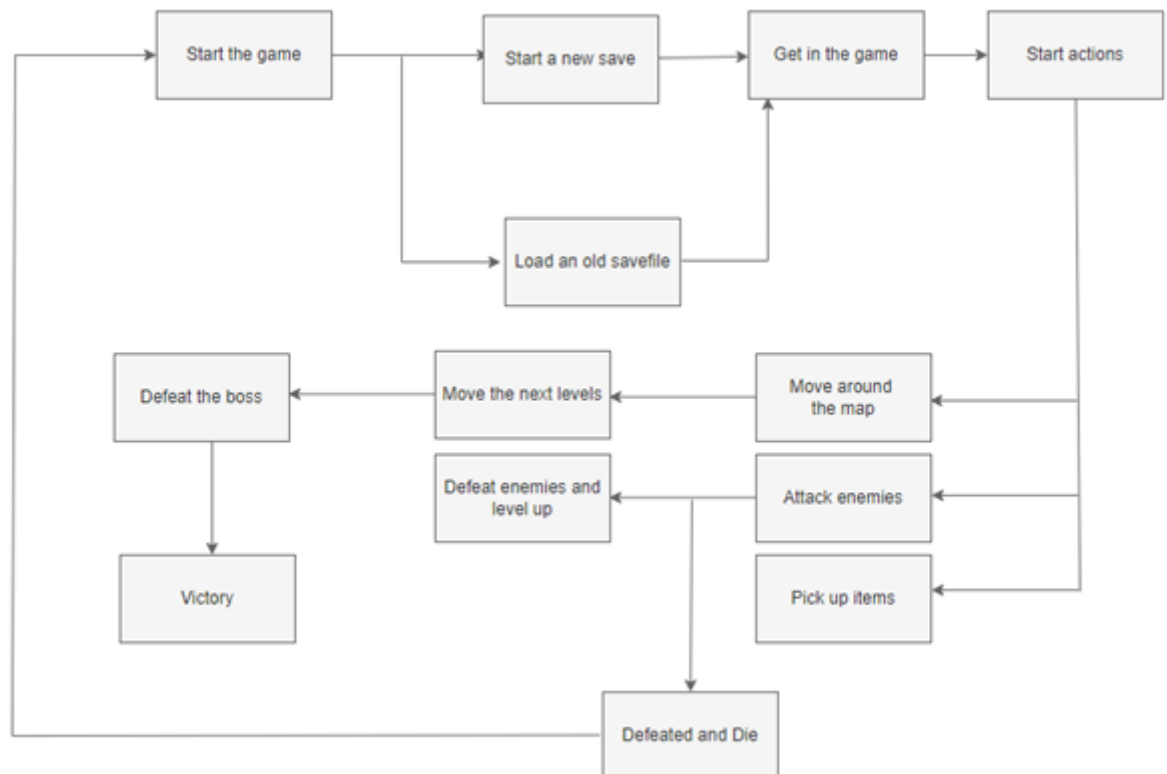 Start the game
Start a new save
Get in the game
Start actions
Load an old savefile
Defeat the boss
Move the next levels
Move around
the map
Defeat enemies and
level up
Attack enemies
Victory
Pick up items
Defeated and Die